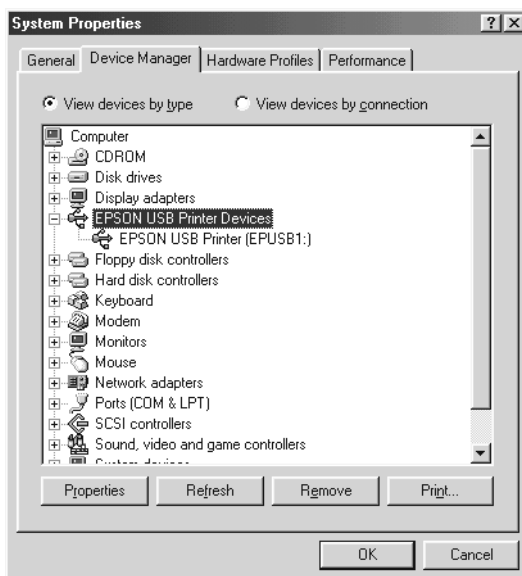 System Properties
General Device Manager Hardware Profiles Performance
View devices by type View devices by connection
Computer
CDROM
Disk drives
Display adapters
EPSON USB Printer Devices
EPSON USB Printer (EPUSB1:)
Floppy disk controllers
Hard disk controllers
Keyboard
Modem
Monitors
Mouse
Network adapters
Ports (COM & LPT)
SCSI controllers
Sound, video and game controllers
Properties Refresh Remove Print...
OK Cancel